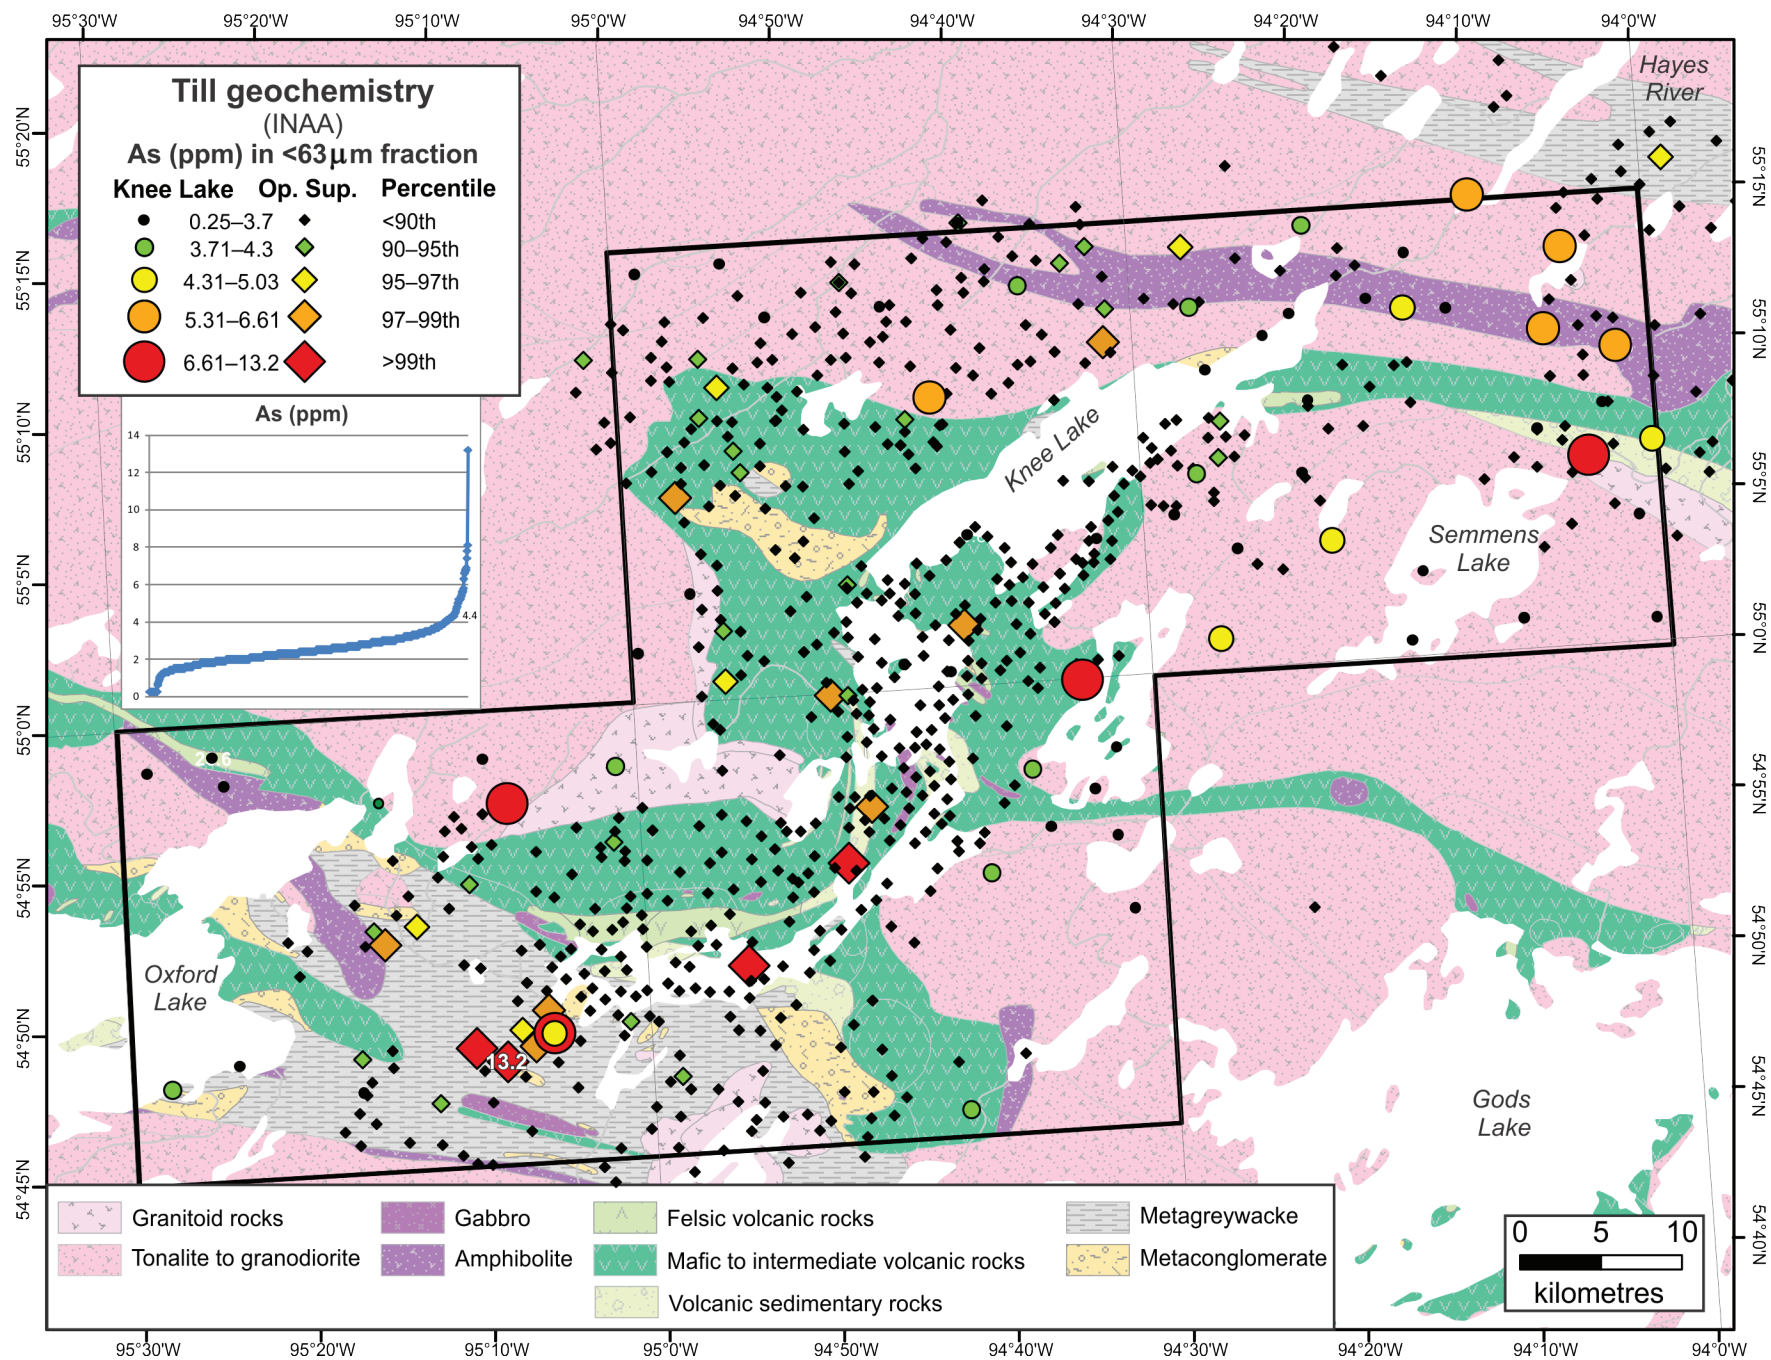 95°30'W 95°20'W 95°10'W 95°0'W 94°50'W 94°40'W 94°30'W 94°20'W 94°10'W 94°0'W
Till geochemistry
(INAA)
As (ppm) in <63µm fraction
Knee Lake Op. Sup. Percentile
0.25–3.7 <90th
3.71–4.3 90–95th
4.31–5.03 95–97th
5.31–6.61 97–99th
6.61–13.2 >99th
As (ppm)
14
12
10
8
6
4
2
0
4.4
Hayes
River
Knee Lake
Semmens
Lake
Oxford
Lake
13.2
Gods
Lake
55°20'N
55°15'N
55°10'N
55°5'N
55°0'N
54°55'N
54°50'N
54°45'N
55°15'N
55°10'N
55°5'N
55°0'N
54°55'N
54°50'N
54°45'N
54°40'N
Granitoid rocks
Tonalite to granodiorite
Gabbro
Amphibolite
Felsic volcanic rocks
Mafic to intermediate volcanic rocks
Volcanic sedimentary rocks
Metagreywacke
Metaconglomerate
0 5 10
kilometres
95°30'W 95°20'W 95°10'W 95°0'W 94°50'W 94°40'W 94°30'W 94°20'W 94°10'W 94°0'W